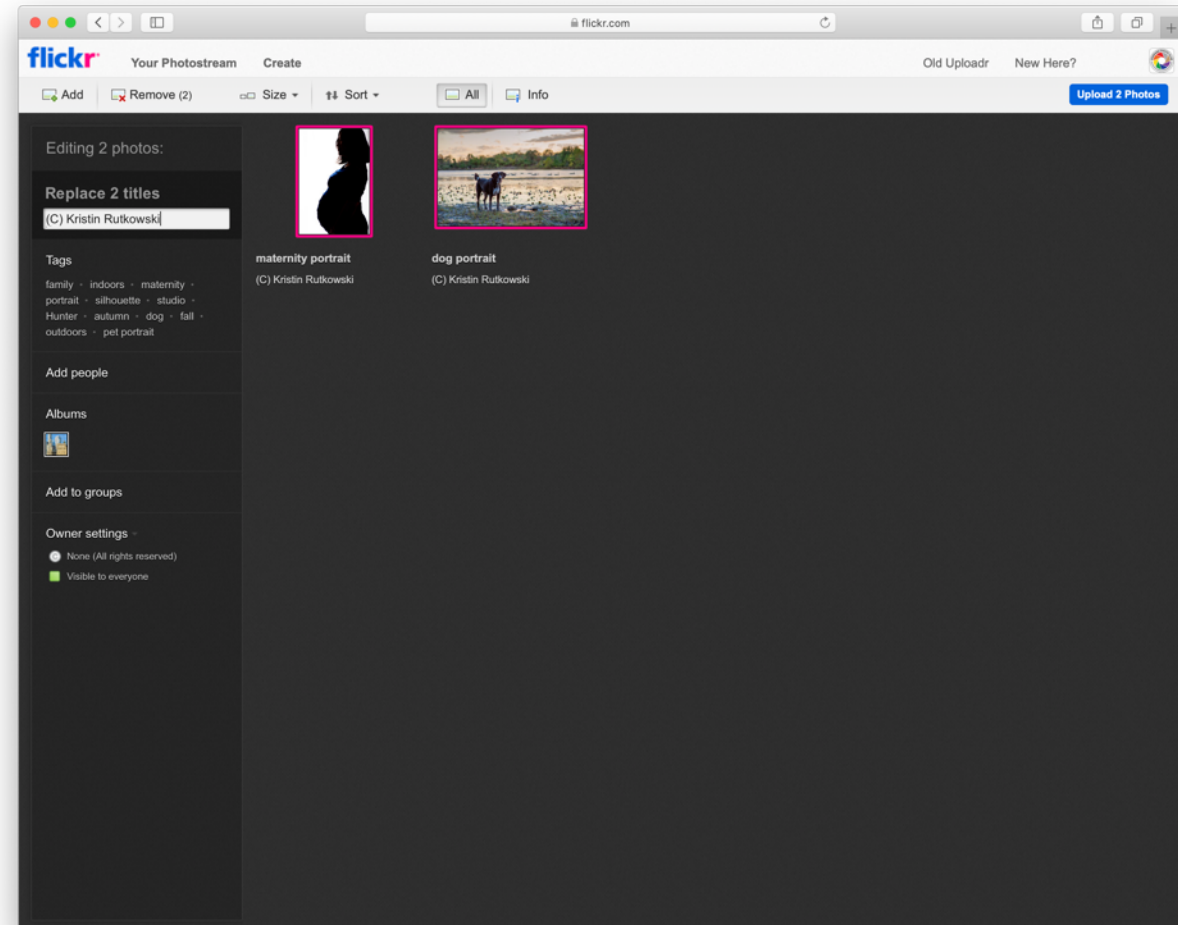 flickr.com
flickr Your Photostream Create Old Uploadr New Here?
Add Remove (2) Size Sort All Info Upload 2 Photos
Editing 2 photos:
Replace 2 titles
(C) Kristin Rutkowski
Tags
family · indoors · maternity ·
portrait · silhouette · studio ·
Hunter · autumn · dog · fall ·
outdoors · pet portrait
Add people
Albums
Add to groups
Owner settings
None (All rights reserved)
Visible to everyone
maternity portrait
(C) Kristin Rutkowski
dog portrait
(C) Kristin Rutkowski